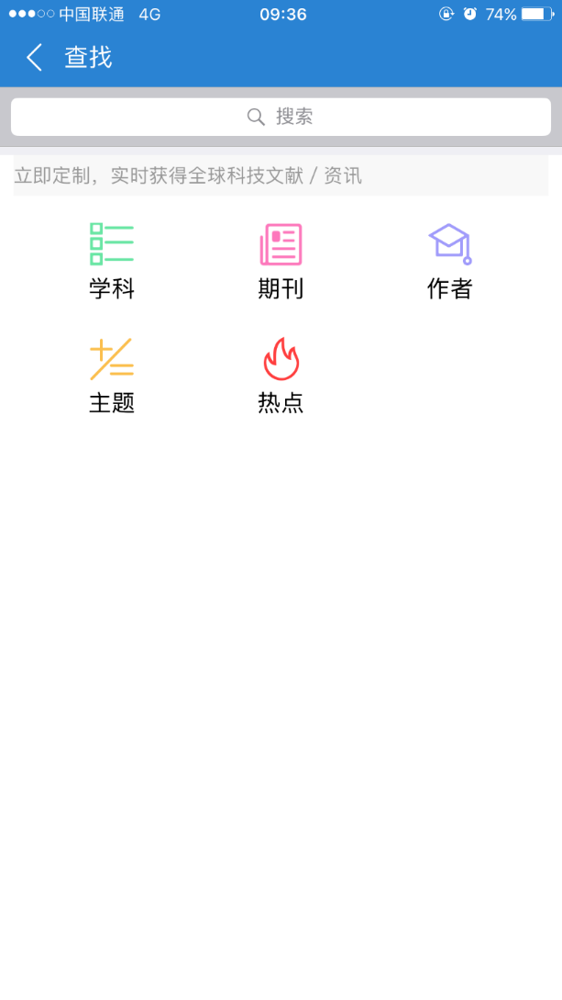 中国联通 4G 09:36 74%
查找
搜索
立即定制，实时获得全球科技文献 / 资讯
学科 期刊 作者
主题 热点